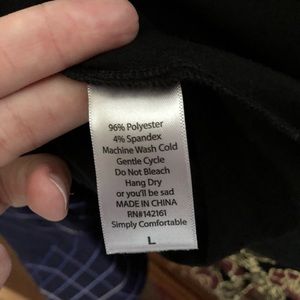 96% Polyester
4% Spandex
Machine Wash Cold
Gentle Cycle
Do Not Bleach
Hang Dry
or you'll be sad
MADE IN CHINA
RN#142161
Simply Comfortable
L